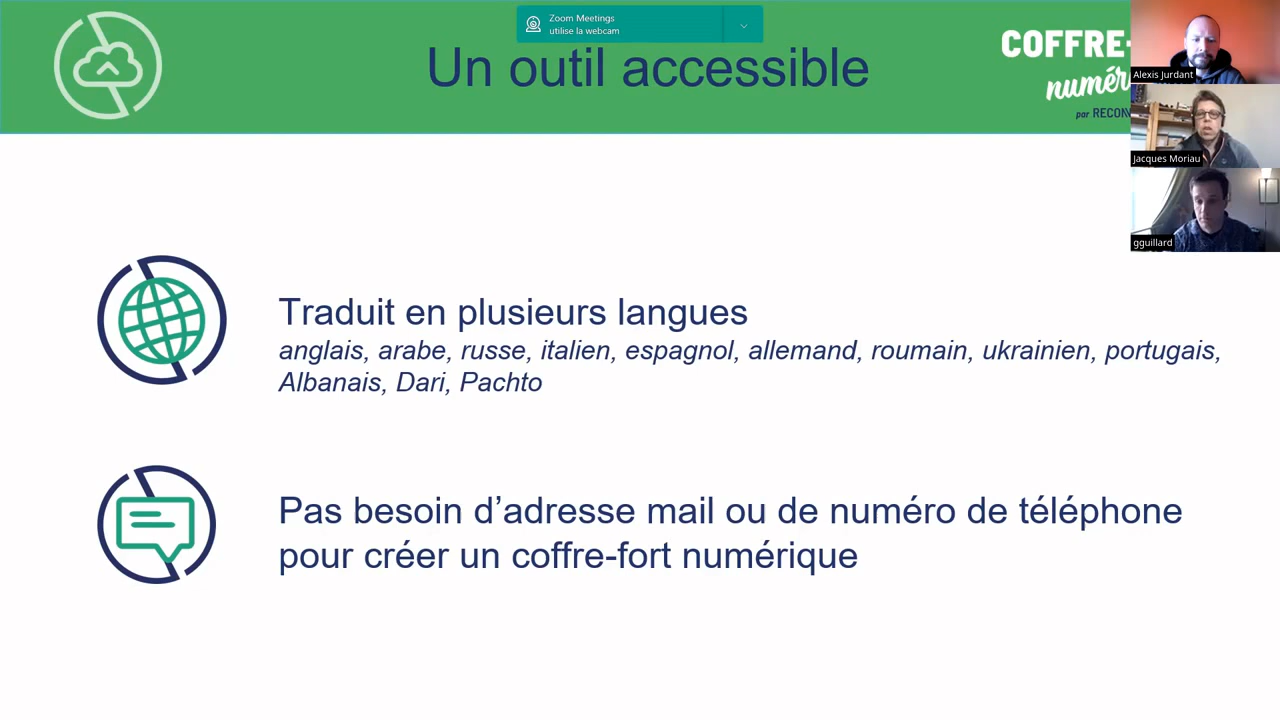 Zoom Meetings
utilise la webcam
Un outil accessible
COFFRE-
numér
par RECON
Alexis Jurdant
Jacques Moriau
gguillard
Traduit en plusieurs langues
anglais, arabe, russe, italien, espagnol, allemand, roumain, ukrainien, portugais,
Albanais, Dari, Pachto
Pas besoin d’adresse mail ou de numéro de téléphone
pour créer un coffre-fort numérique